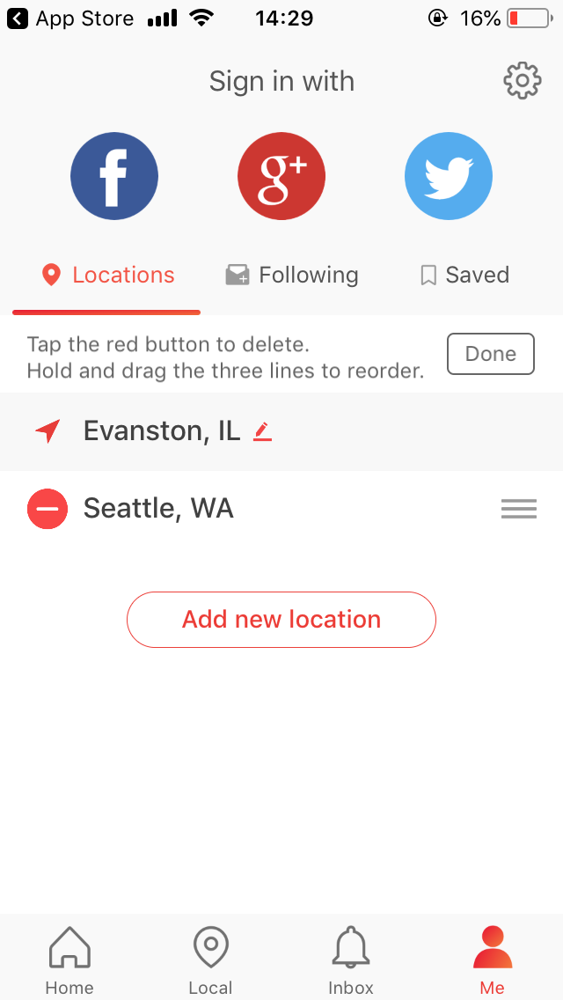 App Store 14:29 16%
Sign in with
f g+
Locations Following Saved
Tap the red button to delete.
Hold and drag the three lines to reorder.
Done
Evanston, IL
Seattle, WA
Add new location
Home Local Inbox Me